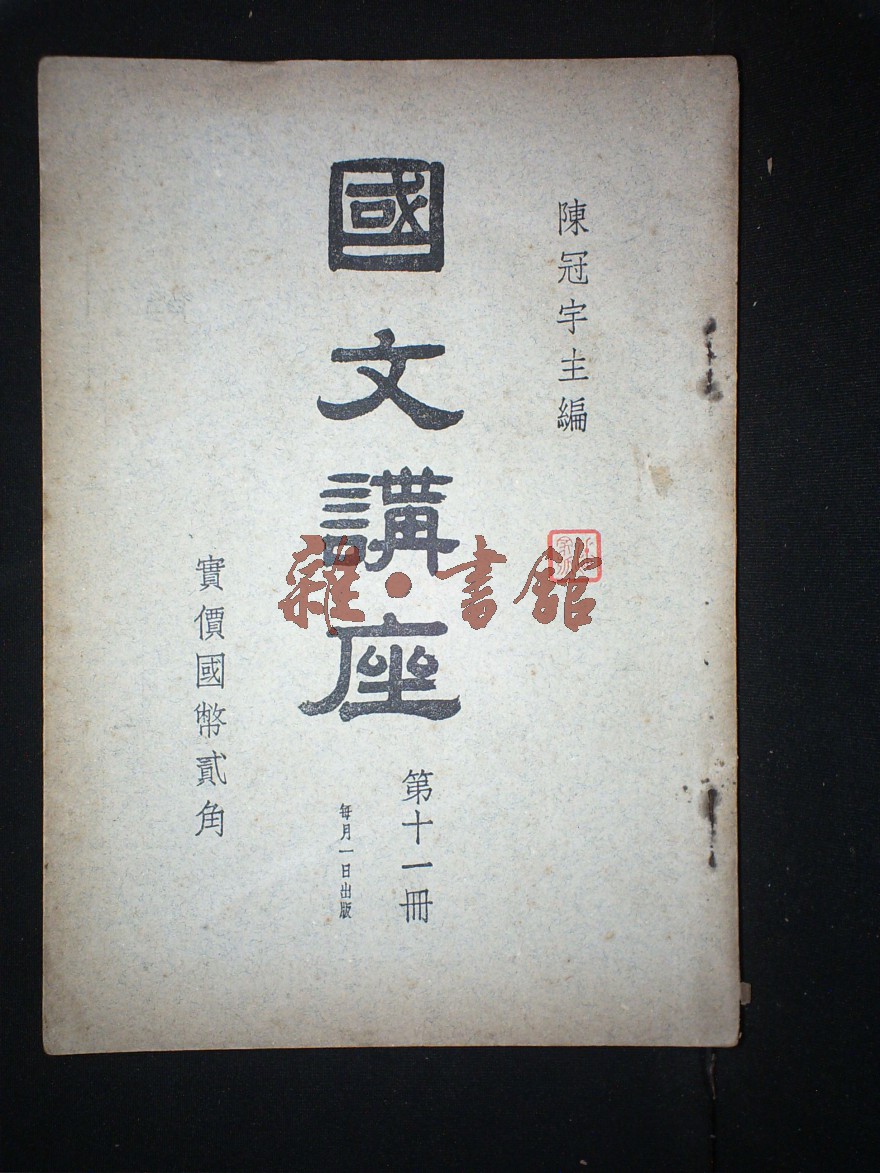 陳冠宇主編
國文講座
第十一冊
每月一日出版
實價國幣貳角
雜·書館